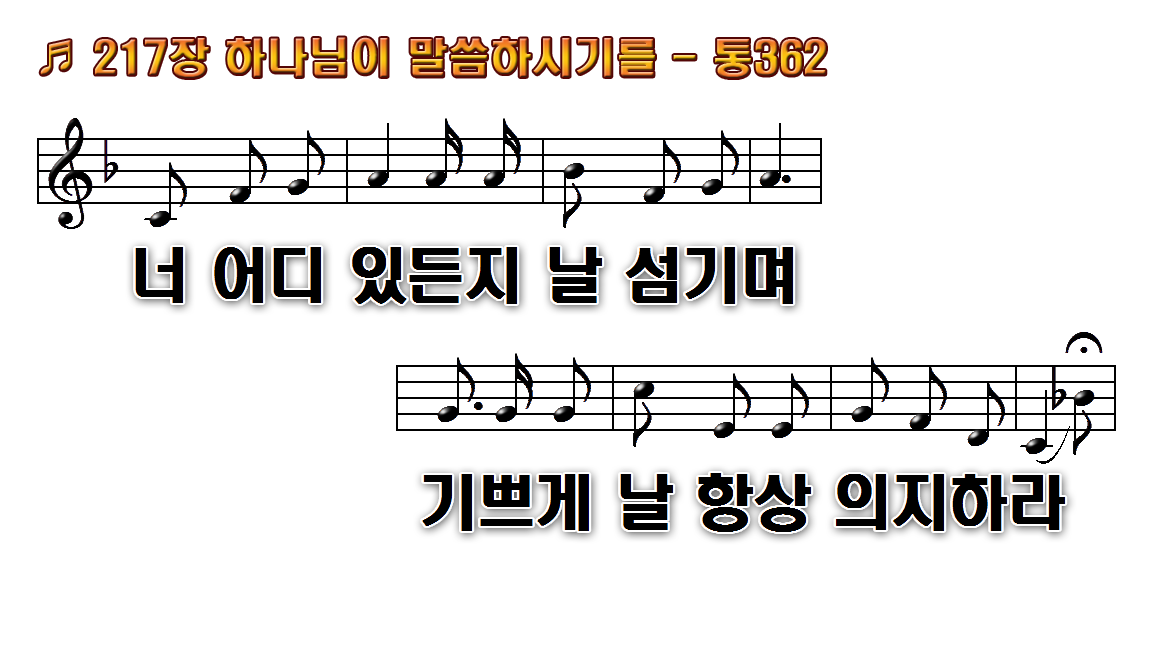 ♬ 217장 하나님이 말씀하시기를 - 통362
너 어디 있든지 날 섬기며
기쁘게 날 항상 의지하라